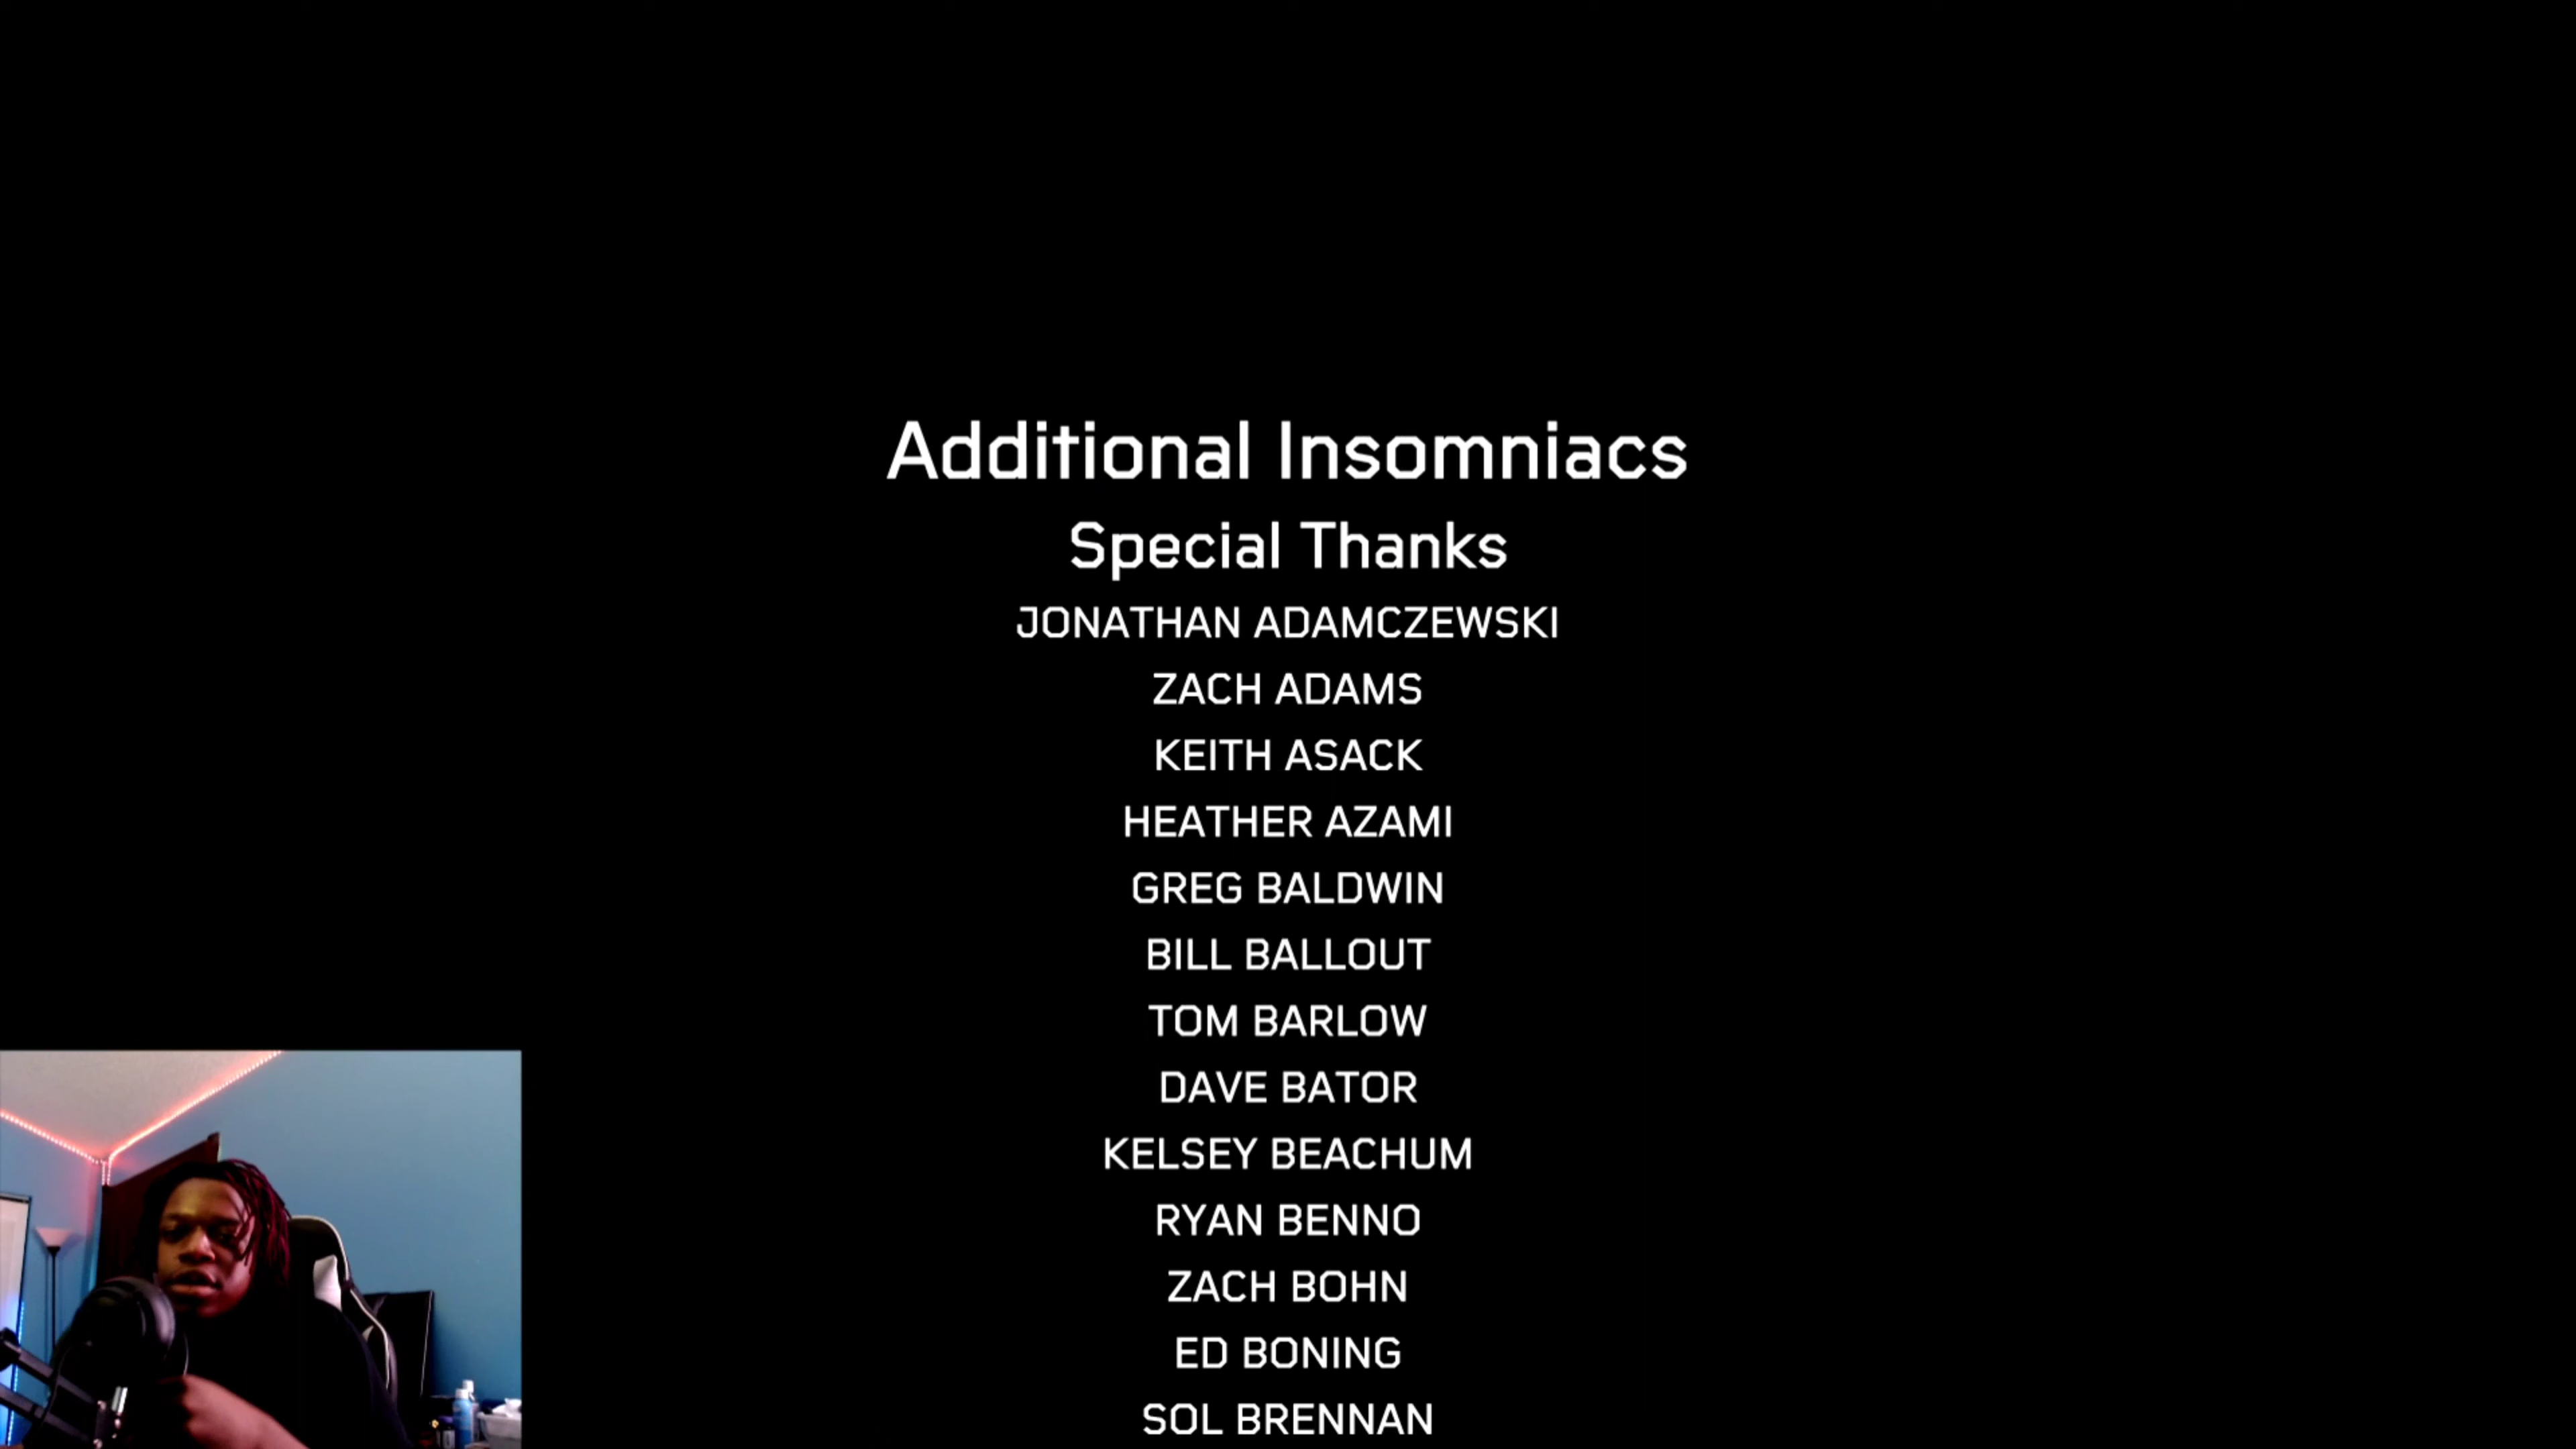 Additional Insomniacs
Special Thanks
JONATHAN ADAMCZEWSKI
ZACH ADAMS
KEITH ASACK
HEATHER AZAMI
GREG BALDWIN
BILL BALLOUT
TOM BARLOW
DAVE BATOR
KELSEY BEACHUM
RYAN BENNO
ZACH BOHN
ED BONING
SOL BRENNAN